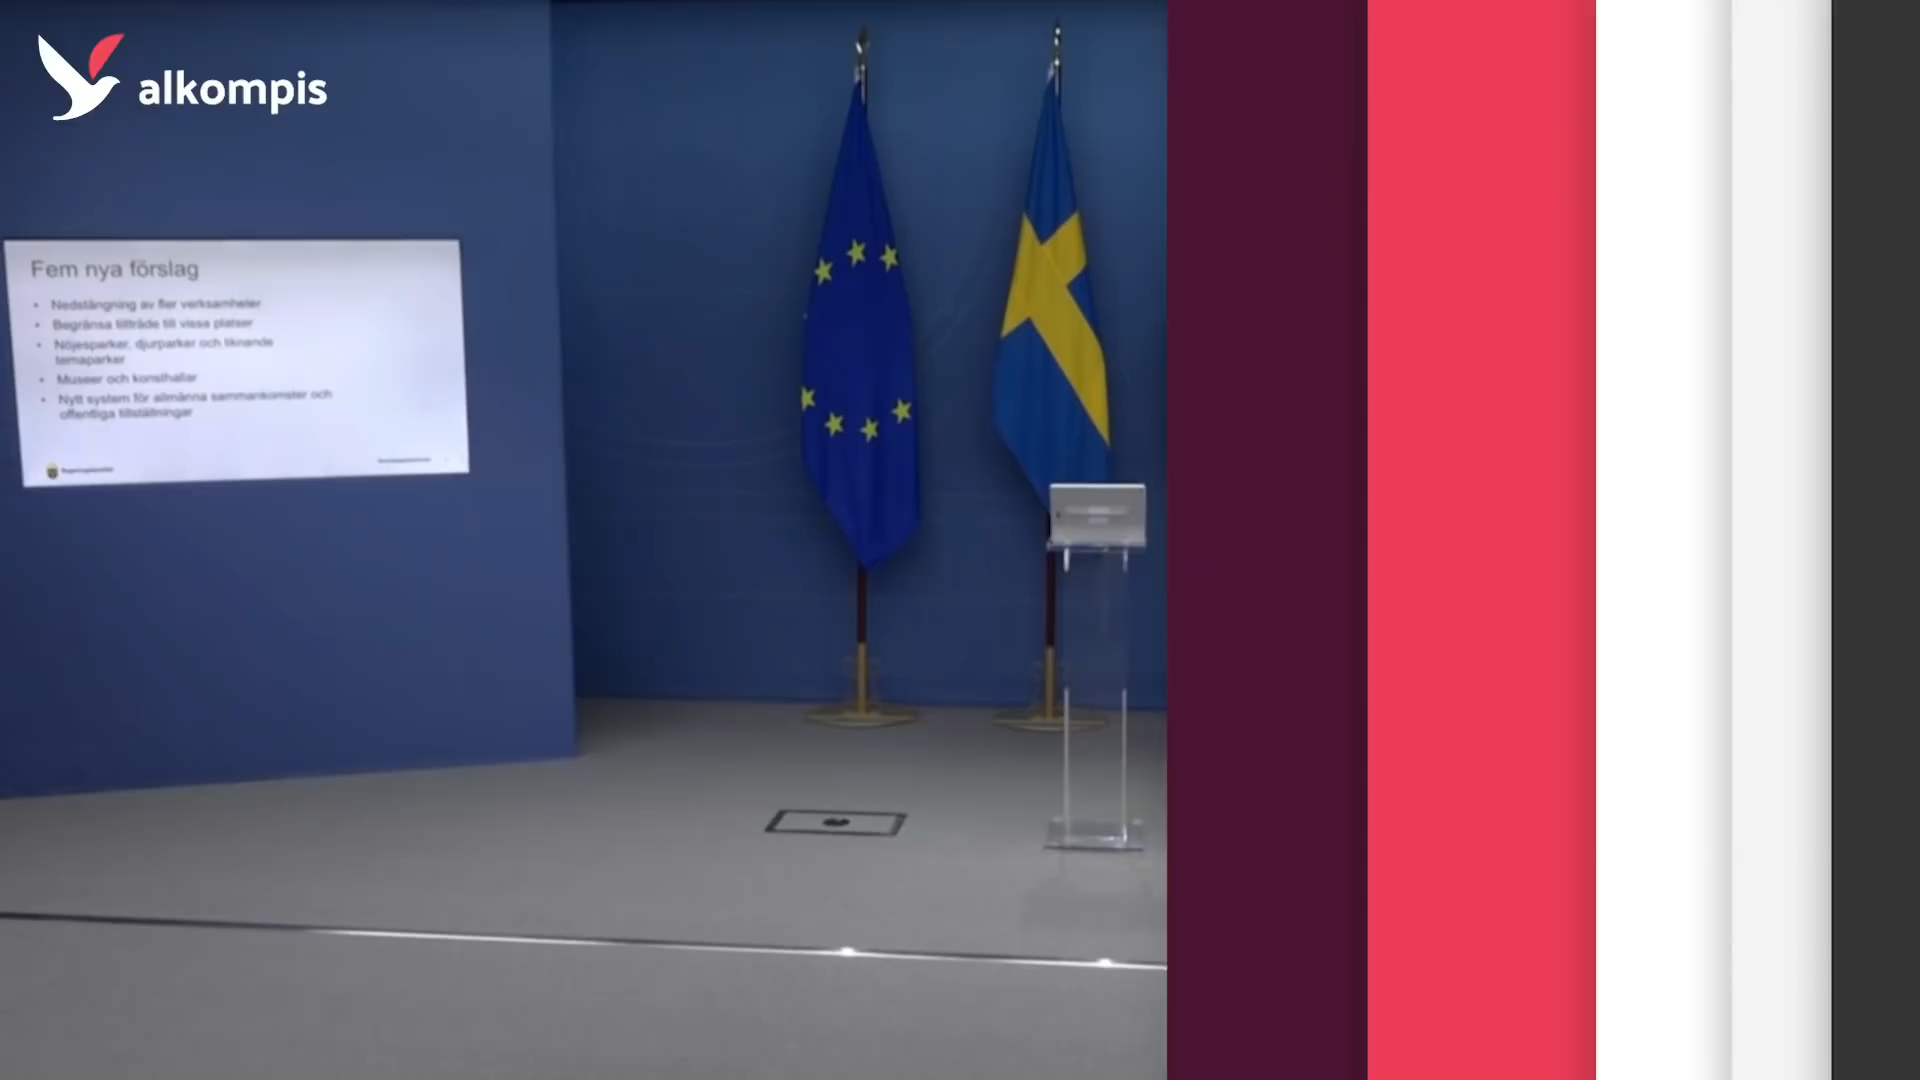 alkompis
Fem nya förslag
• Nedstängning av fler verksamheter
• Begränsa tillträde till vissa platser
• Nöjesparker, djurparker och liknande
temaparker
• Museer och konsthallar
• Nytt system för allmänna sammankomster och
offentliga tillställningar